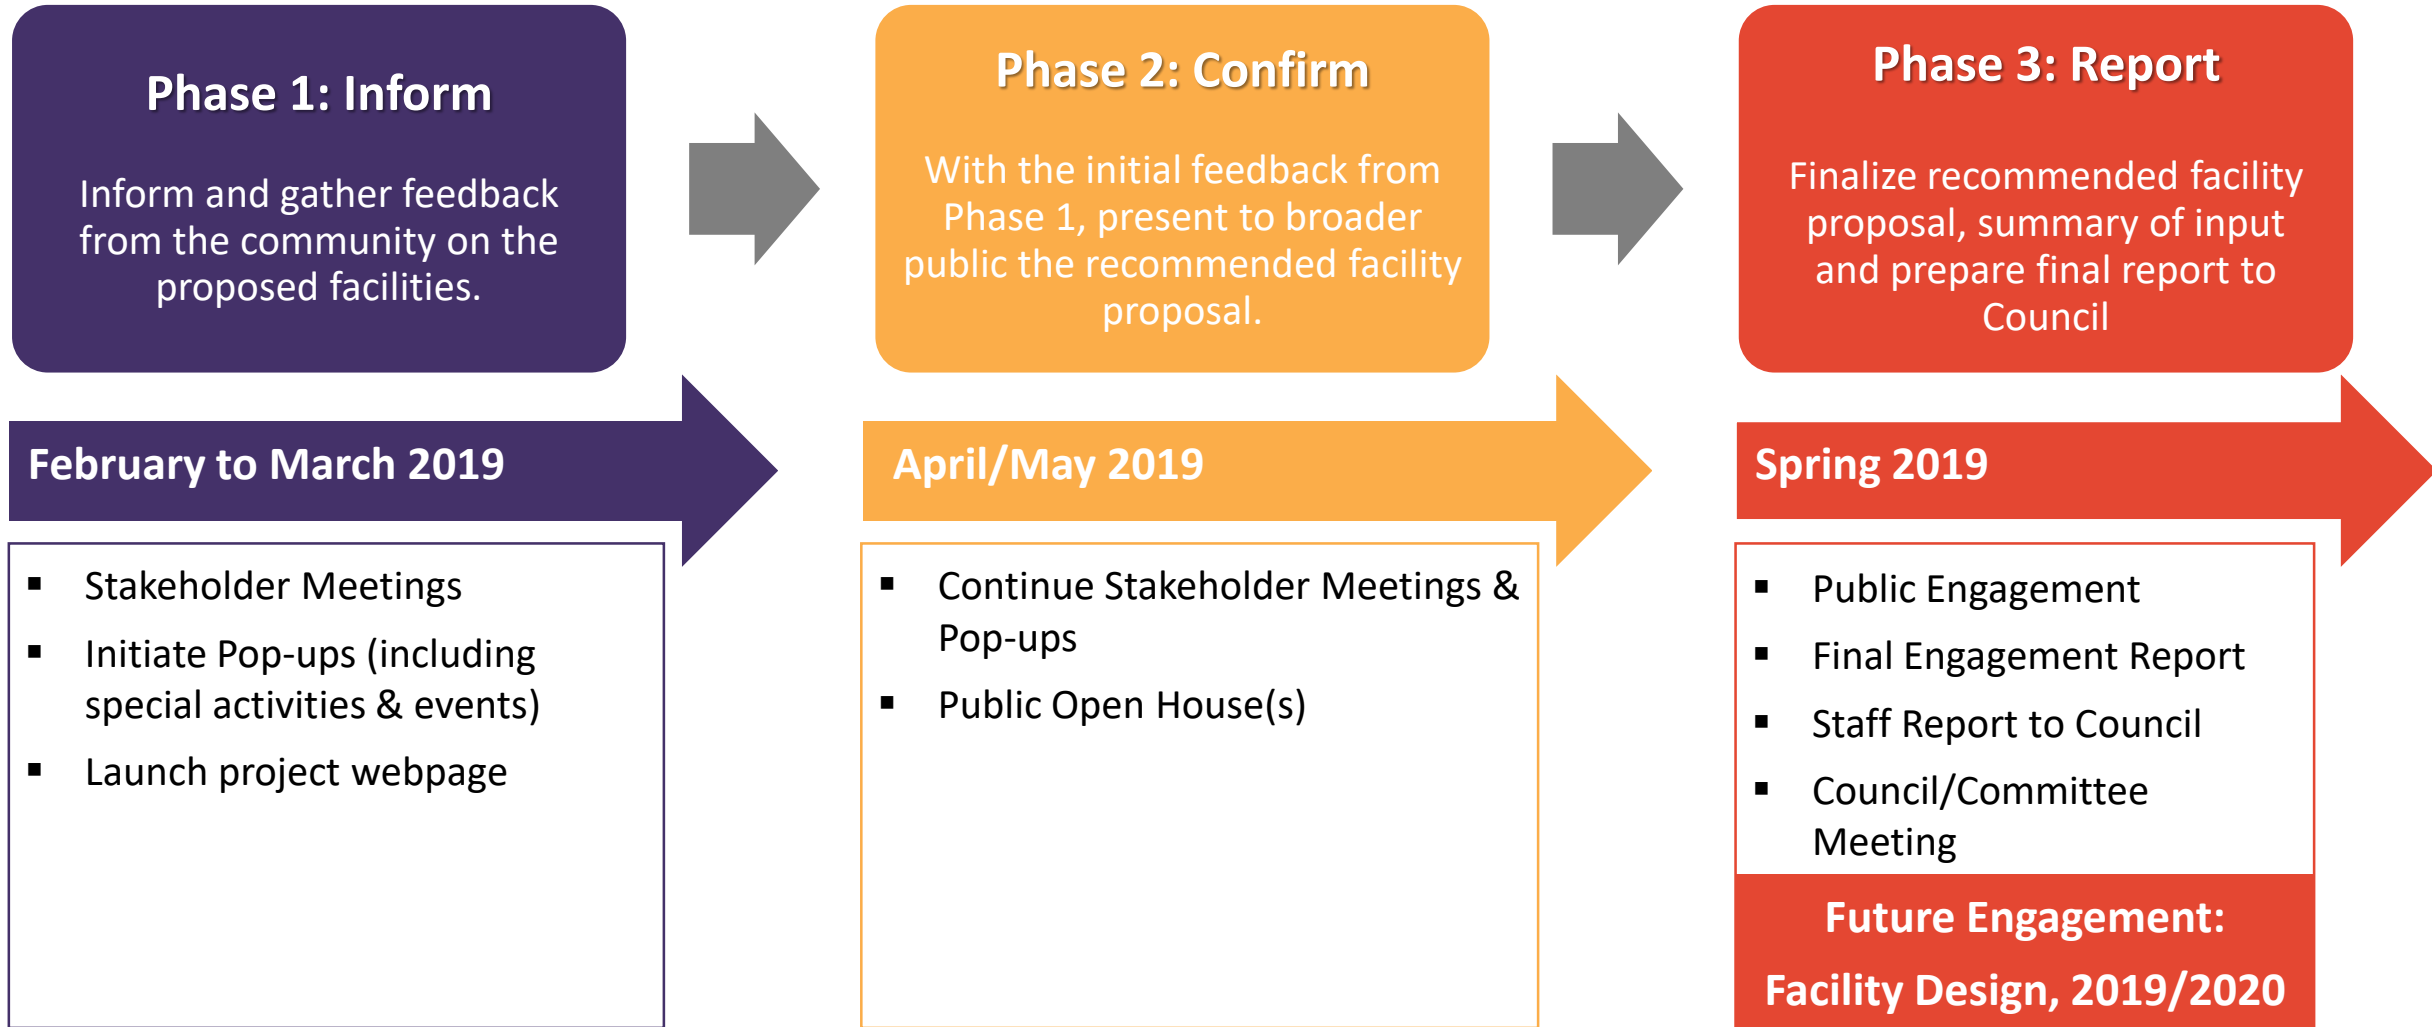 Phase 1: Inform
Inform and gather feedback
from the community on the
proposed facilities.
Phase 2: Confirm
With the initial feedback from
Phase 1, present to broader
public the recommended facility
proposal.
Phase 3: Report
Finalize recommended facility
proposal, summary of input
and prepare final report to
Council
February to March 2019
April/May 2019
Spring 2019
▪ Stakeholder Meetings
▪ Initiate Pop-ups (including
special activities & events)
▪ Launch project webpage
▪ Continue Stakeholder Meetings &
Pop-ups
▪ Public Open House(s)
▪ Public Engagement
▪ Final Engagement Report
▪ Staff Report to Council
▪ Council/Committee
Meeting
Future Engagement:
Facility Design, 2019/2020